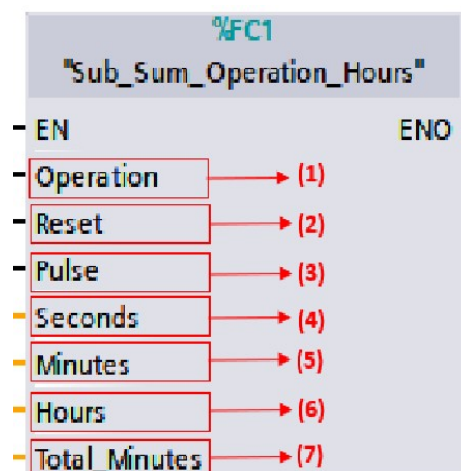 %FC1
"Sub_Sum_Operation_Hours"
EN ENO
Operation (1)
Reset (2)
Pulse (3)
Seconds (4)
Minutes (5)
Hours (6)
Total_Minutes (7)